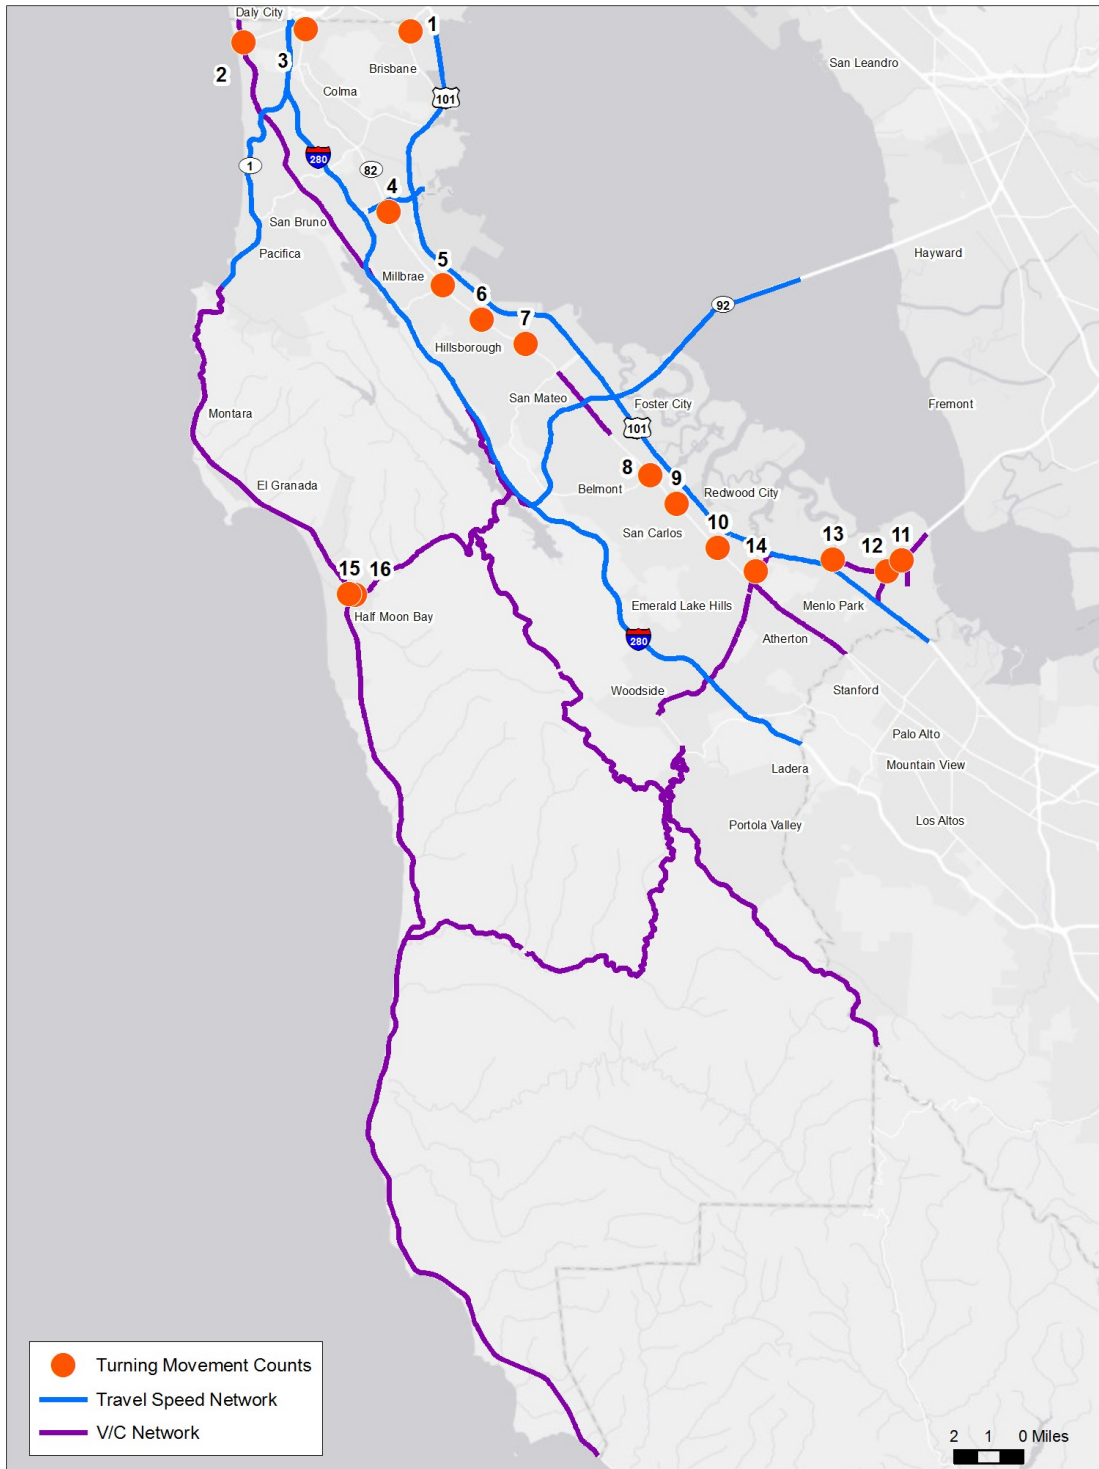 Daly City
1
2
3
Brisbane
San Leandro
Colma
101
280
1
82
4
San Bruno
Pacifica
Hayward
5
Millbrae
6
92
7
Hillsborough
San Mateo
Foster City
Fremont
Montara
101
8
9
Belmont
Redwood City
El Granada
San Carlos
10
13
11
12
14
15
16
Half Moon Bay
Emerald Lake Hills
Menlo Park
280
Atherton
Woodside
Stanford
Palo Alto
Ladera
Mountain View
Portola Valley
Los Altos
Turning Movement Counts
Travel Speed Network
V/C Network
2 1 0 Miles